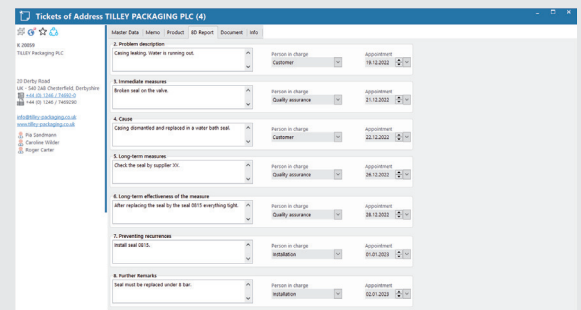 Tickets of Address TILLEY PACKAGING PLC (4)
K 20059
TILLEY Packaging PLC
20 Derby Road
UK - S40 2AB Chesterfield, Derbyshire
+44 (0) 1246 / 74692-0
+44 (0) 1246 / 7469250
info@tilley-packaging.co.uk
www.tilley-packaging.co.uk
Pia Sandmann
Caroline Wilder
Roger Carter
Master Data Memo Product 8D Report Document Info
2. Problem description
Casing leaking. Water is running out.
Person in charge Appointment
Customer 19.12.2022
3. Immediate measures
Broken seal on the valve.
Person in charge Appointment
Quality assurance 21.12.2022
4. Cause
Casing dismantled and replaced in a water bath seal.
Person in charge Appointment
Customer 22.12.2022
5. Long-term measures
Check the seal by supplier XY.
Person in charge Appointment
Quality assurance 26.12.2022
6. Long-term effectiveness of the measure
After replacing the seal by the seal 0815 everything tight.
Person in charge Appointment
Quality assurance 28.12.2022
7. Preventing recurrences
Install seal 0815.
Person in charge Appointment
Installation 01.01.2023
8. Further Remarks
Seal must be replaced under 8 bar.
Person in charge Appointment
Installation 02.01.2023